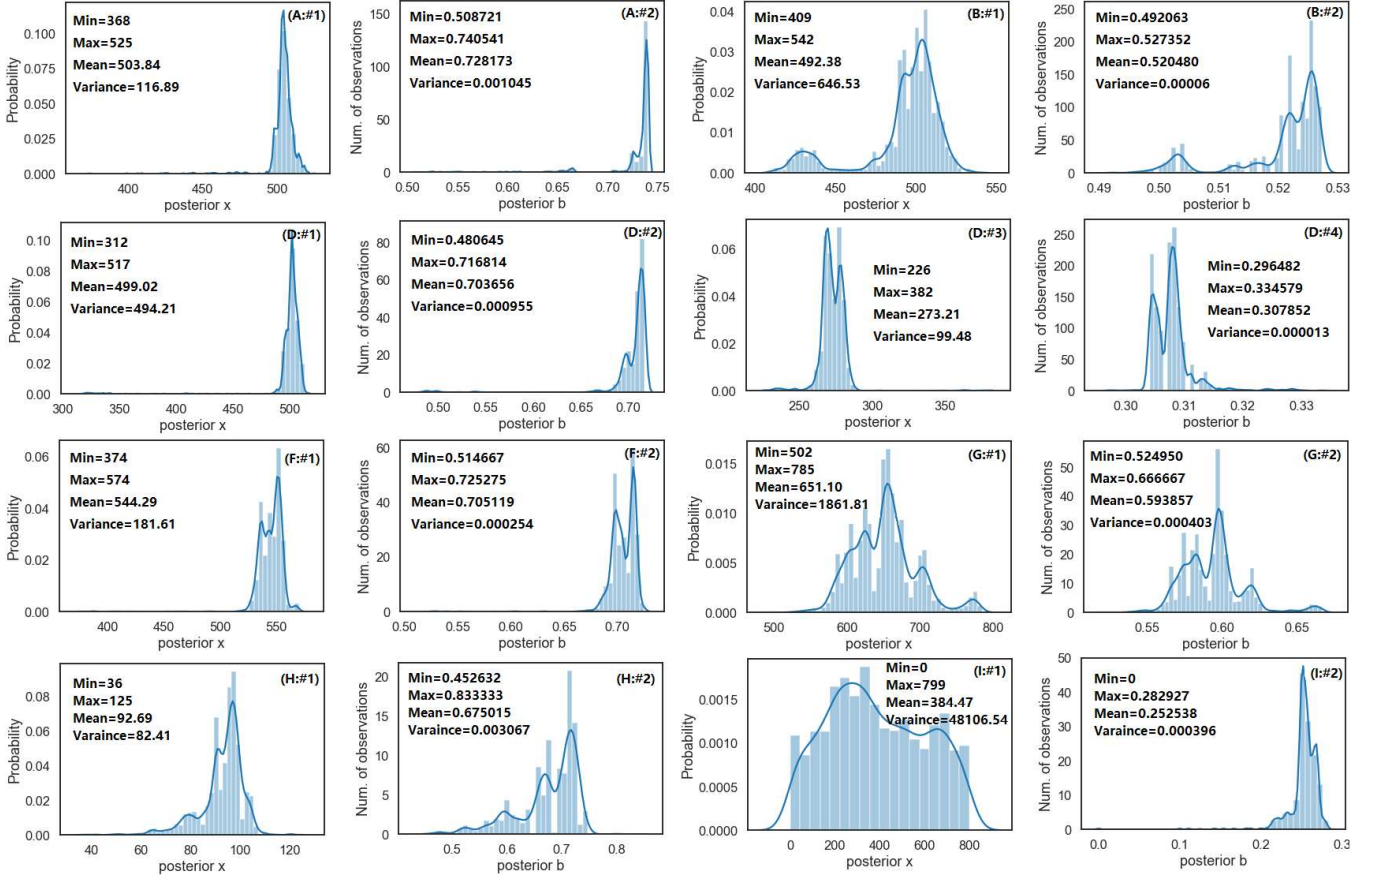 (A:#1)
Min=368
Max=525
Mean=503.84
Variance=116.89
Probability
0.100
0.075
0.050
0.025
0.000
400 450 500
posterior x
(A:#2)
Min=0.508721
Max=0.740541
Mean=0.728173
Variance=0.001045
Num. of observations
150
100
50
0
0.50 0.55 0.60 0.65 0.70 0.75
posterior b
(B:#1)
Min=409
Max=542
Mean=492.38
Variance=646.53
Probability
0.04
0.03
0.02
0.01
0.00
400 450 500 550
posterior x
(B:#2)
Min=0.492063
Max=0.527352
Mean=0.520480
Variance=0.00006
Num. of observations
250
200
150
100
50
0
0.49 0.50 0.51 0.52 0.53
posterior b
(D:#1)
Min=312
Max=517
Mean=499.02
Variance=494.21
Probability
0.10
0.08
0.06
0.04
0.02
0.00
300 350 400 450 500
posterior x
(D:#2)
Min=0.480645
Max=0.716814
Mean=0.703656
Variance=0.000955
Num. of observations
80
60
40
20
0
0.50 0.55 0.60 0.65 0.70
posterior b
(D:#3)
Min=226
Max=382
Mean=273.21
Variance=99.48
Probability
0.06
0.04
0.02
0.00
250 300 350
posterior x
(D:#4)
Min=0.296482
Max=0.334579
Mean=0.307852
Variance=0.000013
Num. of observations
250
200
150
100
50
0
0.30 0.31 0.32 0.33
posterior b
(F:#1)
Min=374
Max=574
Mean=544.29
Variance=181.61
Probability
0.06
0.04
0.02
0.00
400 450 500 550
posterior x
(F:#2)
Min=0.514667
Max=0.725275
Mean=0.705119
Variance=0.000254
Num. of observations
60
40
20
0
0.50 0.55 0.60 0.65 0.70
posterior b
(G:#1)
Min=502
Max=785
Mean=651.10
Varaince=1861.81
Probability
0.015
0.010
0.005
0.000
500 600 700 800
posterior x
(G:#2)
Min=0.524950
Max=0.666667
Mean=0.593857
Variance=0.000403
Num. of observations
50
40
30
20
10
0
0.55 0.60 0.65
posterior b
(H:#1)
Min=36
Max=125
Mean=92.69
Varaince=82.41
Probability
0.08
0.06
0.04
0.02
0.00
40 60 80 100 120
posterior x
(H:#2)
Min=0.452632
Max=0.833333
Mean=0.675015
Varaince=0.003067
Num. of observations
20
15
10
5
0
0.5 0.6 0.7 0.8
posterior b
(I:#1)
Min=0
Max=799
Mean=384.47
Varaince=48106.54
Probability
0.0015
0.0010
0.0005
0.0000
0 200 400 600 800
posterior x
(I:#2)
Min=0
Max=0.282927
Mean=0.252538
Varaince=0.000396
Num. of observations
50
40
30
20
10
0
0.0 0.1 0.2 0.3
posterior b